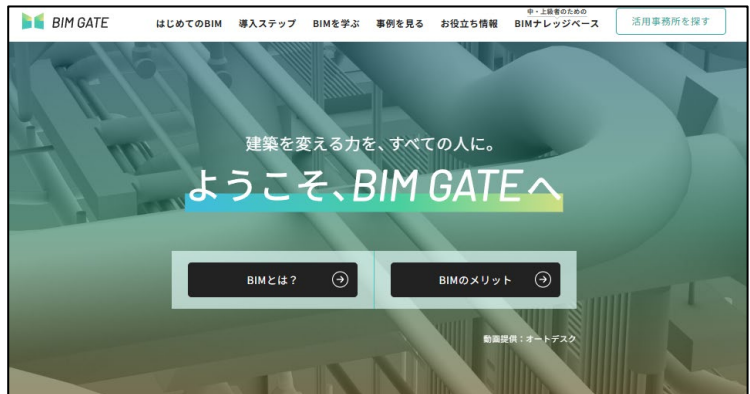 BIM GATE
はじめてのBIM
導入ステップ
BIMを学ぶ
事例を見る
お役立ち情報
中・上級者のための
BIMナレッジベース
活用事務所を探す
建築を変える力を、すべての人に。
ようこそ、BIM GATEへ
BIMとは？
BIMのメリット
動画提供：オートデスク